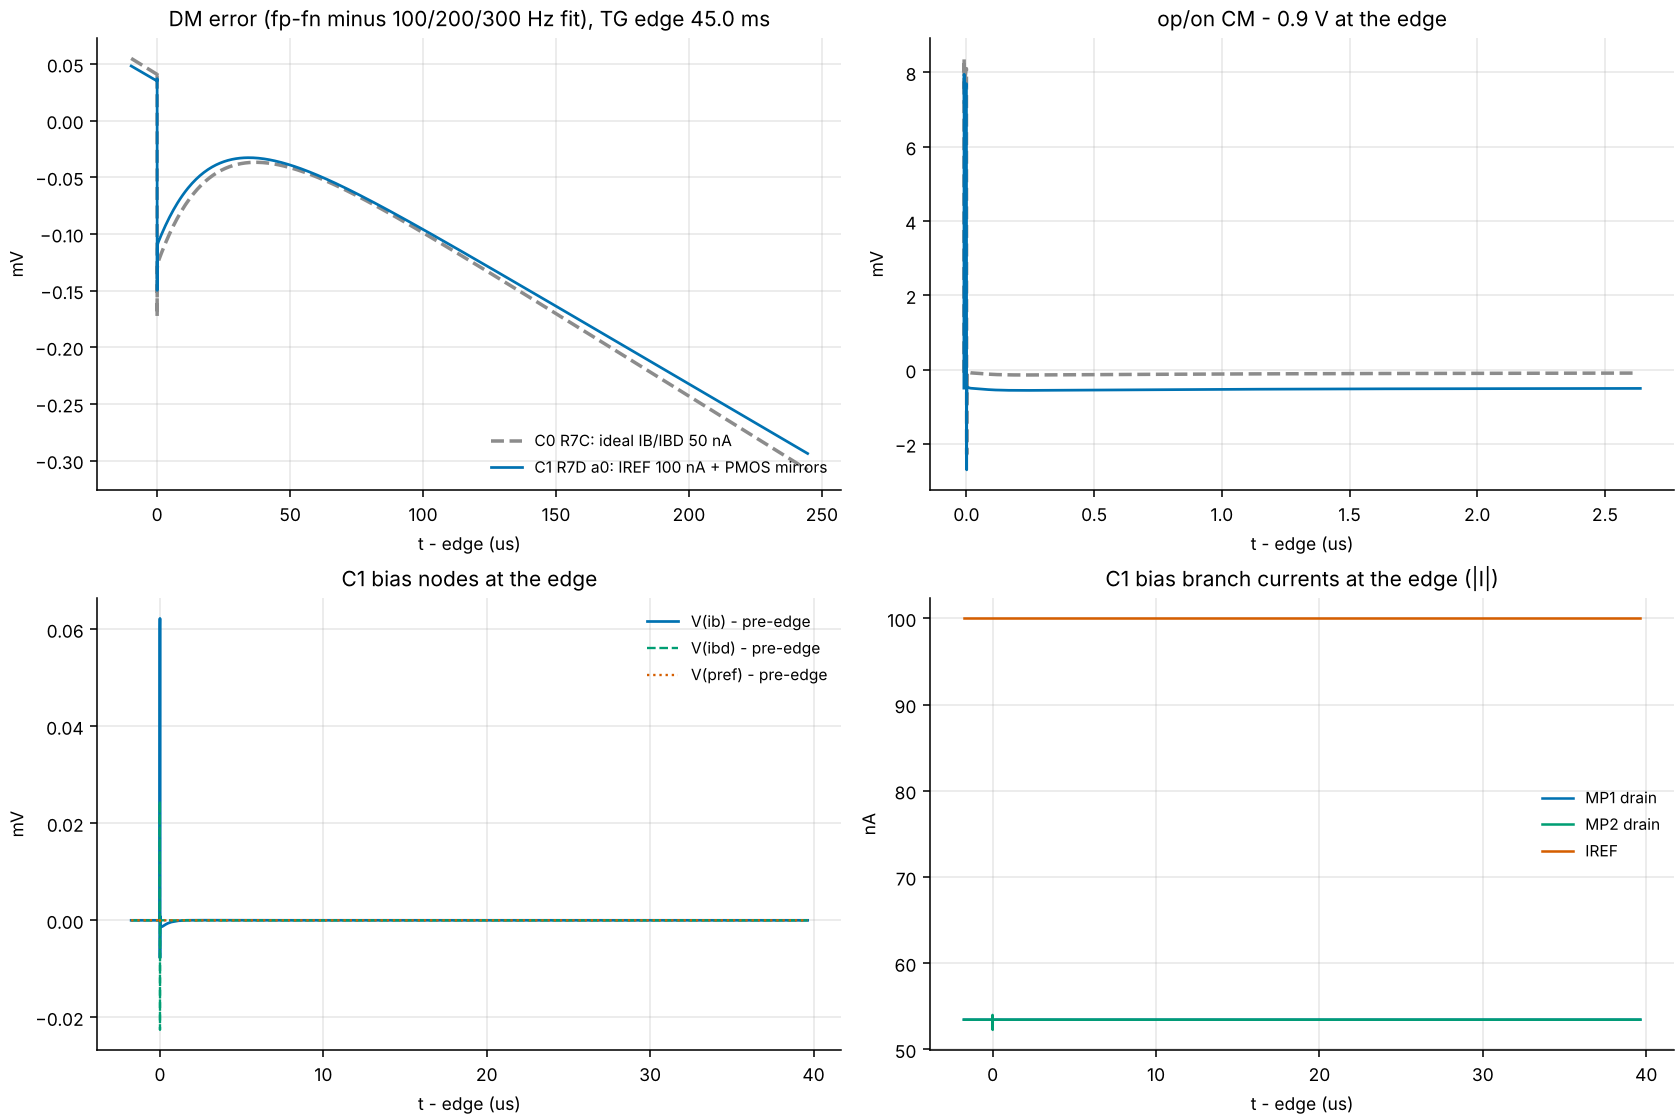 DM error (fp-fn minus 100/200/300 Hz fit), TG edge 45.0 ms
0.05
0.00
−0.05
−0.10
−0.15
−0.20
−0.25
−0.30
mV
C0 R7C: ideal IB/IBD 50 nA
C1 R7D a0: IREF 100 nA + PMOS mirrors
0
50
100
150
200
250
t - edge (us)
op/on CM - 0.9 V at the edge
8
6
4
2
0
−2
mV
0.0
0.5
1.0
1.5
2.0
2.5
t - edge (us)
C1 bias nodes at the edge
0.06
0.04
0.02
0.00
−0.02
mV
V(ib) - pre-edge
V(ibd) - pre-edge
V(pref) - pre-edge
0
10
20
30
40
t - edge (us)
C1 bias branch currents at the edge (|I|)
100
90
80
70
60
50
nA
MP1 drain
MP2 drain
IREF
0
10
20
30
40
t - edge (us)